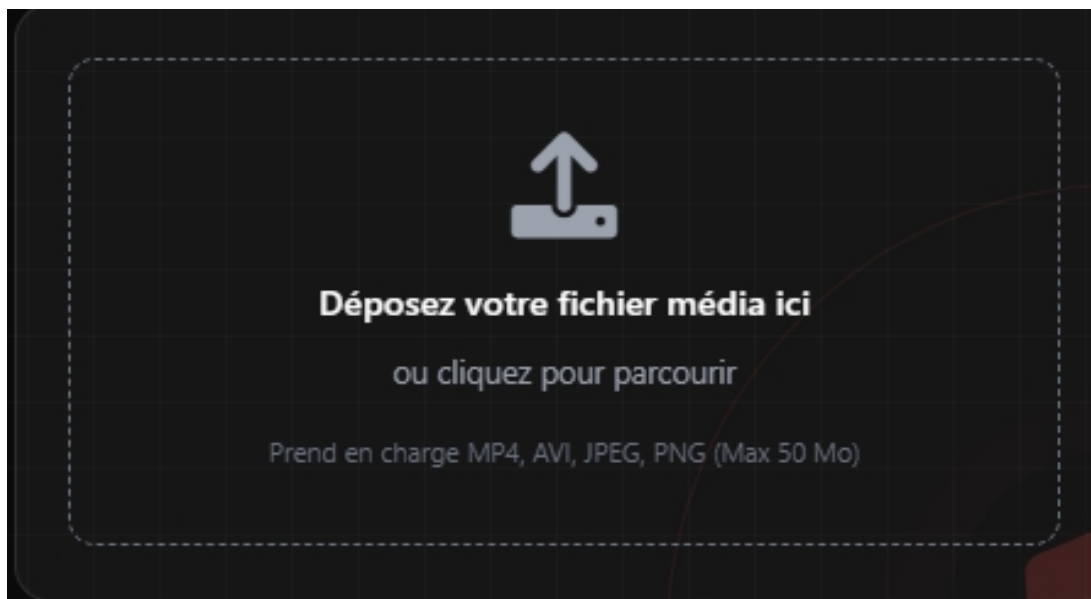 Déposez votre fichier média ici
ou cliquez pour parcourir
Prend en charge MP4, AVI, JPEG, PNG (Max 50 Mo)